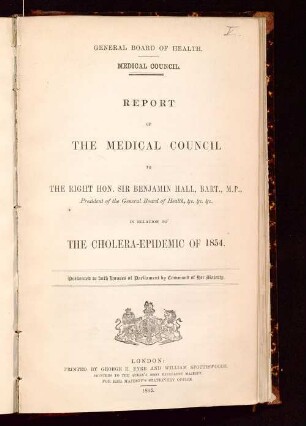 GENERAL BOARD OF HEALTH.
MEDICAL COUNCIL.
REPORT
OF
THE MEDICAL COUNCIL
TO
THE RIGHT HON. SIR BENJAMIN HALL, BART., M.P.,
President of the General Board of Health, &c. &c. &c.
IN RELATION TO
THE CHOLERA-EPIDEMIC OF 1854.
Presented to both Houses of Parliament by Command of Her Majesty.
LONDON:
PRINTED BY GEORGE E. EYRE AND WILLIAM SPOTTISWOODE,
PRINTERS TO THE QUEEN'S MOST EXCELLENT MAJESTY.
FOR HER MAJESTY'S STATIONERY OFFICE.
1855.